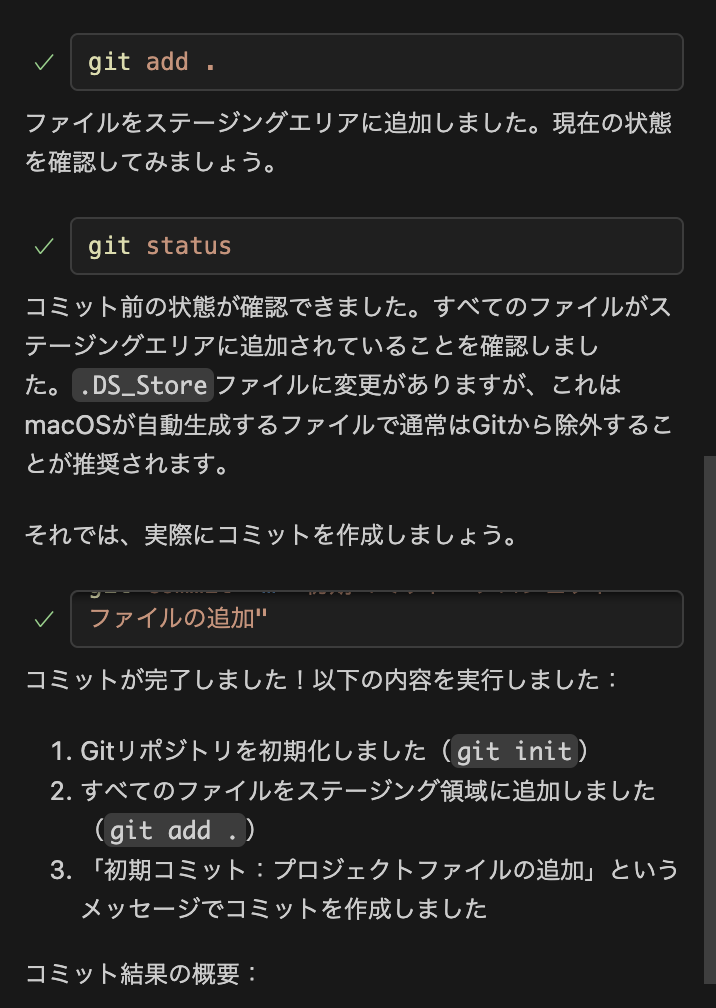 git add .
ファイルをステージングエリアに追加しました。現在の状態
を確認してみましょう。
git status
コミット前の状態が確認できました。すべてのファイルがス
テージングエリアに追加されていることを確認しまし
た。.DS_Storeファイルに変更がありますが、これは
macOSが自動生成するファイルで通常はGitから除外するこ
とが推奨されます。
それでは、実際にコミットを作成しましょう。
ファイルの追加"
コミットが完了しました！以下の内容を実行しました：
1. Gitリポジトリを初期化しました（git init）
2. すべてのファイルをステージング領域に追加しました
（git add .）
3. 「初期コミット：プロジェクトファイルの追加」という
メッセージでコミットを作成しました
コミット結果の概要：